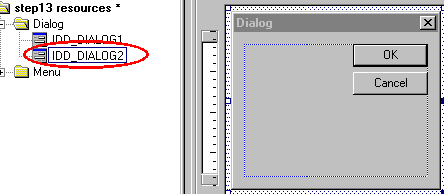 step13 resources *
Dialog
IDD_DIALOG1
IDD_DIALOG2
Menu
Dialog
OK
Cancel